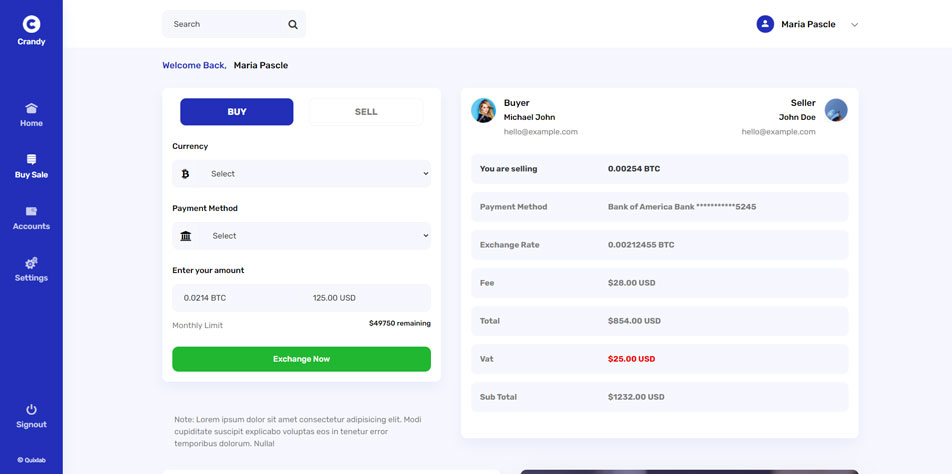 Crandy
Home
Buy Sale
Accounts
Settings
Signout
© Quixlab
Search
Maria Pascle
Welcome Back, Maria Pascle
BUY SELL
Currency
Select
Payment Method
Select
Enter your amount
0.0214 BTC 125.00 USD
Monthly Limit $49750 remaining
Exchange Now
Note: Lorem ipsum dolor sit amet consectetur adipisicing elit. Modi
cupiditate suscipit explicabo voluptas eos in tenetur error
temporibus dolorum. Nullal
Buyer
Michael John
hello@example.com
Seller
John Doe
hello@example.com
You are selling 0.00254 BTC
Payment Method Bank of America Bank ***********5245
Exchange Rate 0.00212455 BTC
Fee $28.00 USD
Total $854.00 USD
Vat $25.00 USD
Sub Total $1232.00 USD